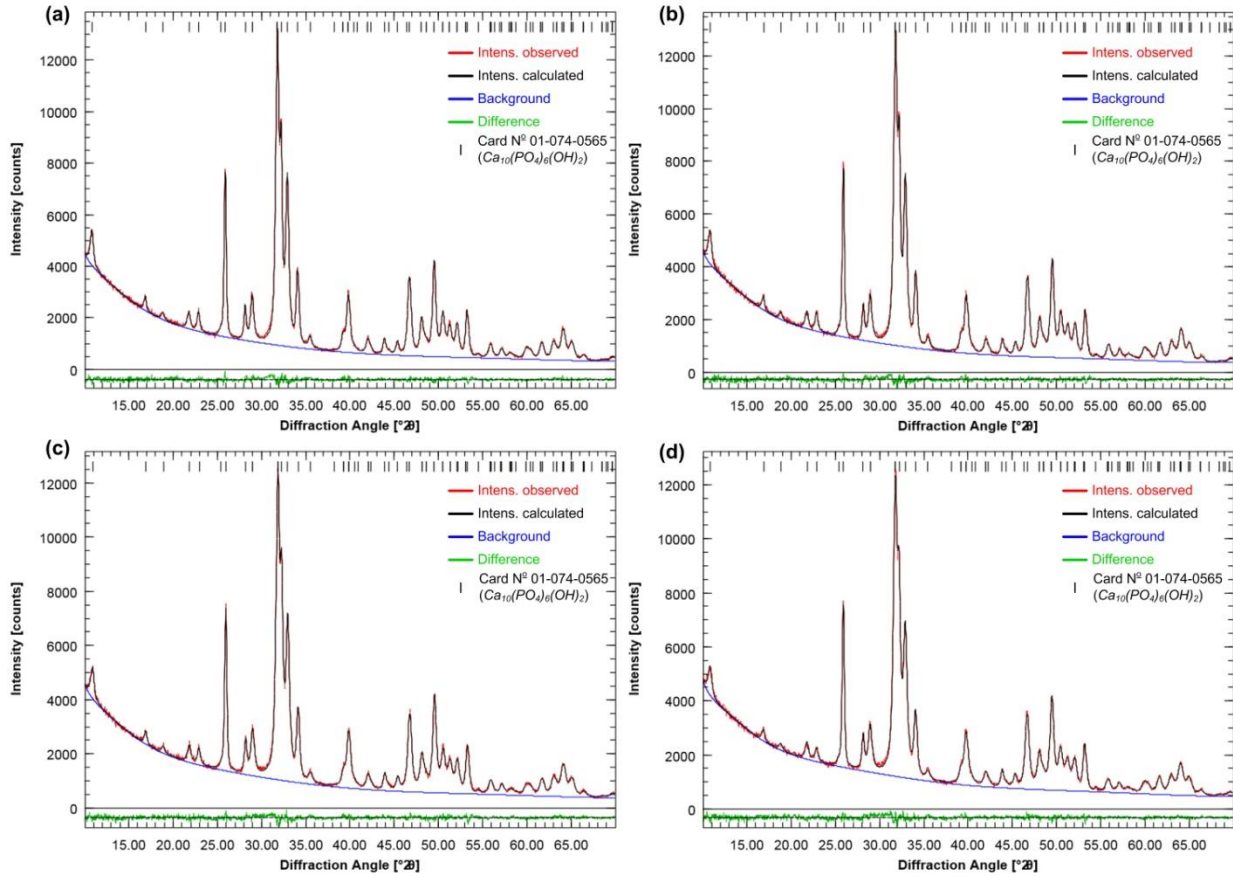 (a)
Intensity [counts]
12000
10000
8000
6000
4000
2000
0
Intens. observed
Intens. calculated
Background
Difference
Card Nº 01-074-0565
(Ca₁₀(PO₄)₆(OH)₂)
15.00 20.00 25.00 30.00 35.00 40.00 45.00 50.00 55.00 60.00 65.00
Diffraction Angle [°2θ]
(b)
Intensity [counts]
12000
10000
8000
6000
4000
2000
0
Intens. observed
Intens. calculated
Background
Difference
Card Nº 01-074-0565
(Ca₁₀(PO₄)₆(OH)₂)
15.00 20.00 25.00 30.00 35.00 40.00 45.00 50.00 55.00 60.00 65.00
Diffraction Angle [°2θ]
(c)
Intensity [counts]
12000
10000
8000
6000
4000
2000
0
Intens. observed
Intens. calculated
Background
Difference
Card Nº 01-074-0565
(Ca₁₀(PO₄)₆(OH)₂)
15.00 20.00 25.00 30.00 35.00 40.00 45.00 50.00 55.00 60.00 65.00
Diffraction Angle [°2θ]
(d)
Intensity [counts]
12000
10000
8000
6000
4000
2000
0
Intens. observed
Intens. calculated
Background
Difference
Card Nº 01-074-0565
(Ca₁₀(PO₄)₆(OH)₂)
15.00 20.00 25.00 30.00 35.00 40.00 45.00 50.00 55.00 60.00 65.00
Diffraction Angle [°2θ]